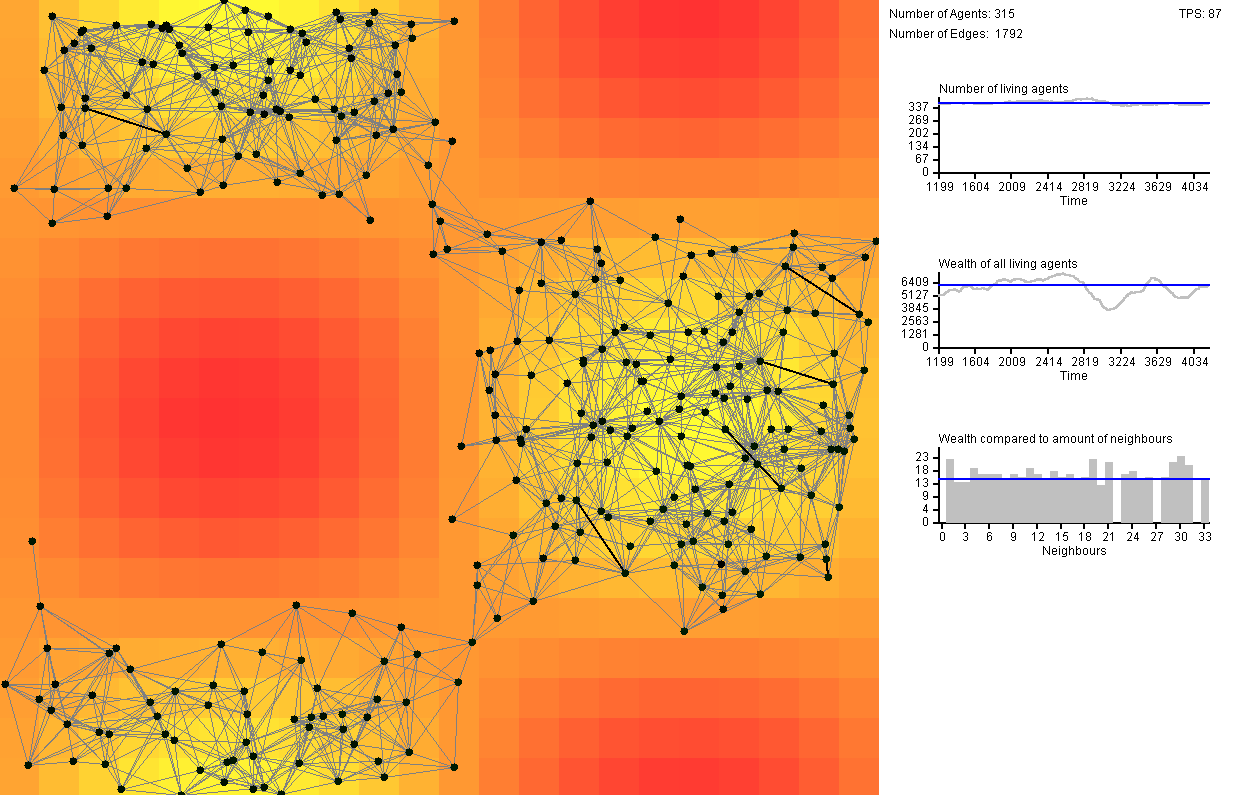 Number of Agents: 315 TPS: 87
Number of Edges: 1792
Number of living agents
337
269
202
134
67
0
1199 1604 2009 2414 2819 3224 3629 4034
Time
Wealth of all living agents
6409
5127
3845
2563
1281
0
1199 1604 2009 2414 2819 3224 3629 4034
Time
Wealth compared to amount of neighbours
23
18
13
9
4
0
0 3 6 9 12 15 18 21 24 27 30 33
Neighbours